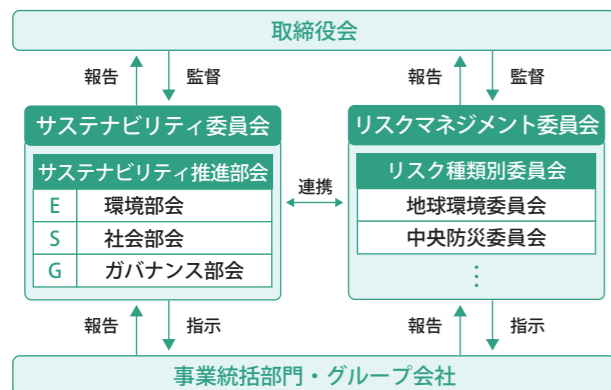 取締役会
報告 監督 報告 監督
サステナビリティ委員会
サステナビリティ推進部会
E 環境部会
S 社会部会
G ガバナンス部会
連携
リスクマネジメント委員会
リスク種類別委員会
地球環境委員会
中央防災委員会
⋮
報告 指示 報告 指示
事業統括部門・グループ会社